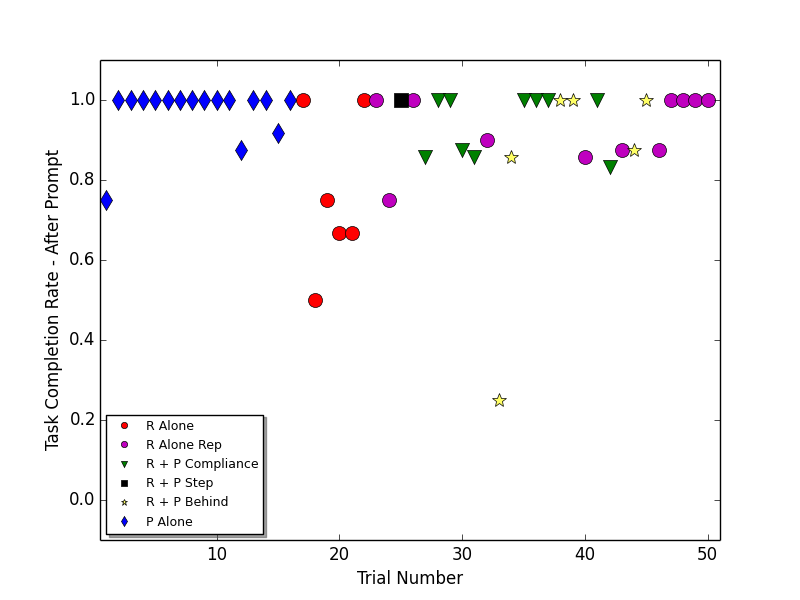 1.0
0.8
0.6
0.4
0.2
0.0
Task Completion Rate - After Prompt
R Alone
R Alone Rep
R + P Compliance
R + P Step
R + P Behind
P Alone
10 20 30 40 50
Trial Number